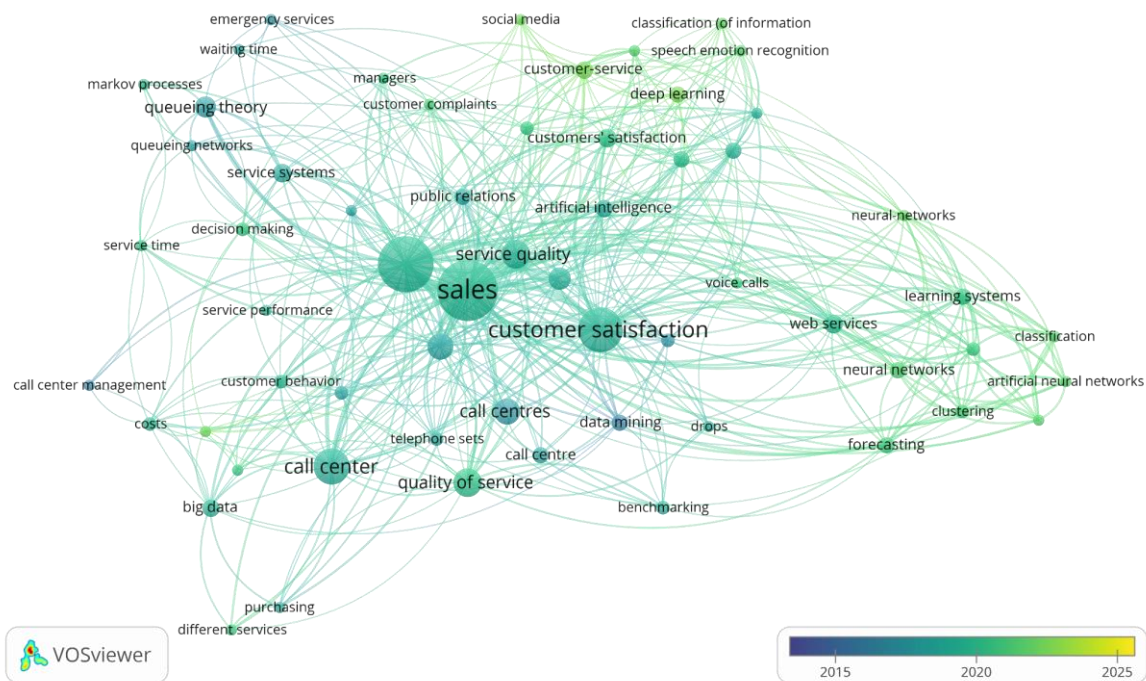 emergency services
social media
classification (of information
waiting time
speech emotion recognition
customer-service
managers
markov processes
deep learning
queueing theory
customer complaints
customers' satisfaction
queueing networks
service systems
public relations
artificial intelligence
neural-networks
decision making
service time
service quality
voice calls
sales
learning systems
service performance
customer satisfaction
web services
classification
neural networks
call center management
customer behavior
artificial neural networks
call centres
clustering
costs
data mining
drops
telephone sets
forecasting
call centre
call center
quality of service
big data
benchmarking
purchasing
different services
VOSviewer
2015
2020
2025